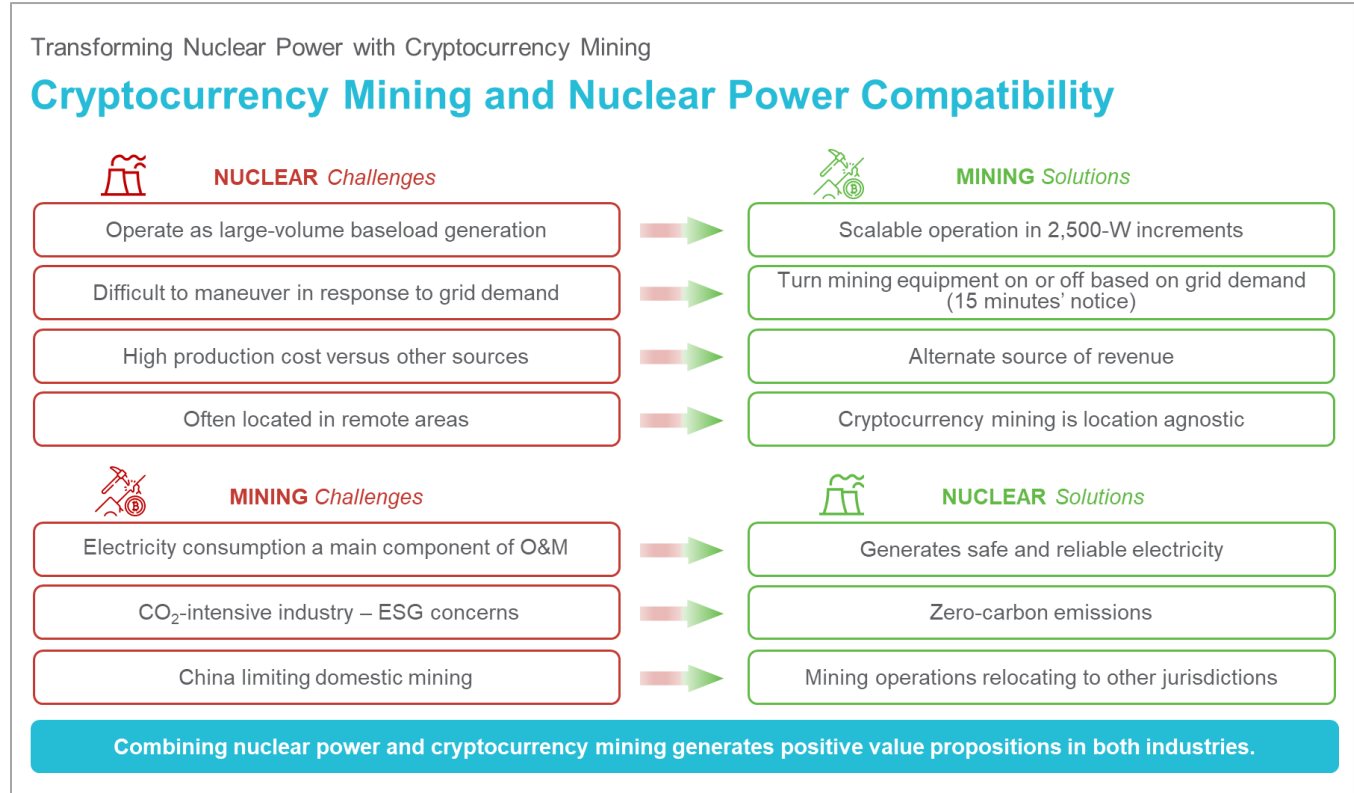 Transforming Nuclear Power with Cryptocurrency Mining
Cryptocurrency Mining and Nuclear Power Compatibility
NUCLEAR Challenges
MINING Solutions
Operate as large-volume baseload generation
Scalable operation in 2,500-W increments
Difficult to maneuver in response to grid demand
Turn mining equipment on or off based on grid demand
(15 minutes’ notice)
High production cost versus other sources
Alternate source of revenue
Often located in remote areas
Cryptocurrency mining is location agnostic
MINING Challenges
NUCLEAR Solutions
Electricity consumption a main component of O&M
Generates safe and reliable electricity
CO₂-intensive industry – ESG concerns
Zero-carbon emissions
China limiting domestic mining
Mining operations relocating to other jurisdictions
Combining nuclear power and cryptocurrency mining generates positive value propositions in both industries.